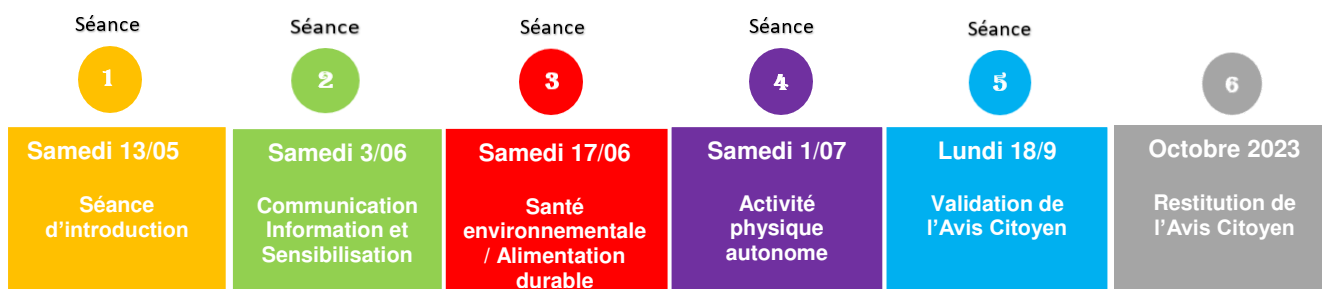 Séance
1
Samedi 13/05
Séance
d’introduction
Séance
2
Samedi 3/06
Communication
Information et
Sensibilisation
Séance
3
Samedi 17/06
Santé
environnementale
/ Alimentation
durable
Séance
4
Samedi 1/07
Activité
physique
autonome
Séance
5
Lundi 18/9
Validation de
l’Avis Citoyen
6
Octobre 2023
Restitution de
l’Avis Citoyen